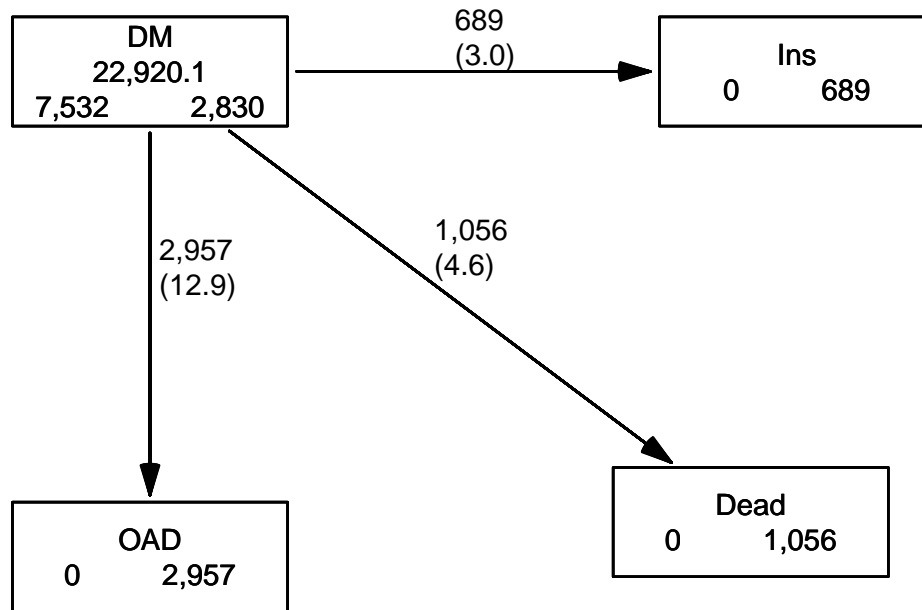 DM
22,920.1
7,532 2,830
689
(3.0)
Ins
0 689
2,957
(12.9)
1,056
(4.6)
OAD
0 2,957
Dead
0 1,056